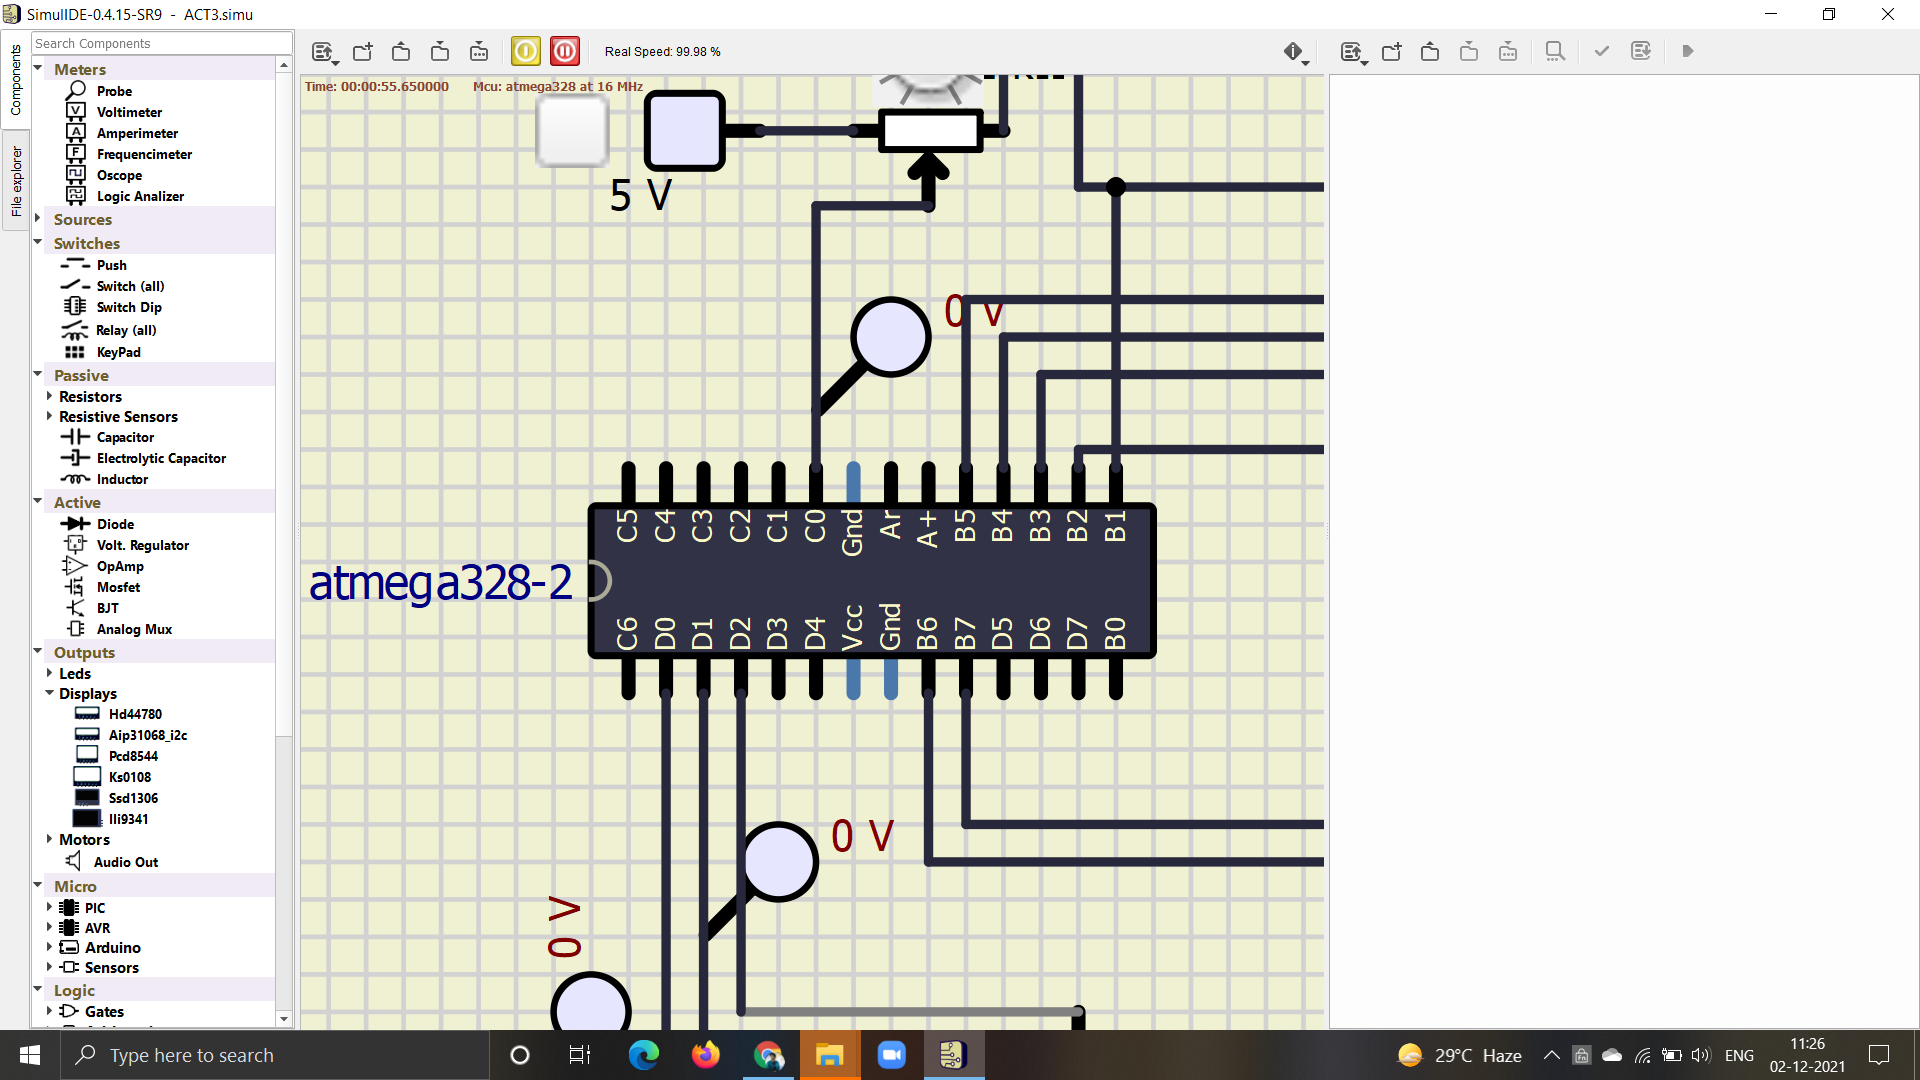 SimulIDE-0.4.15-SR9 - ACT3.simu
Components
File explorer
Search Components
Meters
Probe
Voltimeter
Amperimeter
Frequencimeter
Oscope
Logic Analizer
Sources
Switches
Push
Switch (all)
Switch Dip
Relay (all)
KeyPad
Passive
Resistors
Resistive Sensors
Capacitor
Electrolytic Capacitor
Inductor
Active
Diode
Volt. Regulator
OpAmp
Mosfet
BJT
Analog Mux
Outputs
Leds
Displays
Hd44780
Aip31068_i2c
Pcd8544
Ks0108
Ssd1306
Ili9341
Motors
Audio Out
Micro
PIC
AVR
Arduino
Sensors
Logic
Gates
Real Speed: 99.98 %
Time: 00:00:55.650000 Mcu: atmega328 at 16 MHz
5 V
0 V
C5 C4 C3 C2 C1 C0 Gnd Ar A+ B5 B4 B3 B2 B1
atmega328-2
C6 D0 D1 D2 D3 D4 Vcc Gnd B6 B7 D5 D6 D7 B0
0 V
0 V
Type here to search
29°C Haze
ENG
11:26
02-12-2021